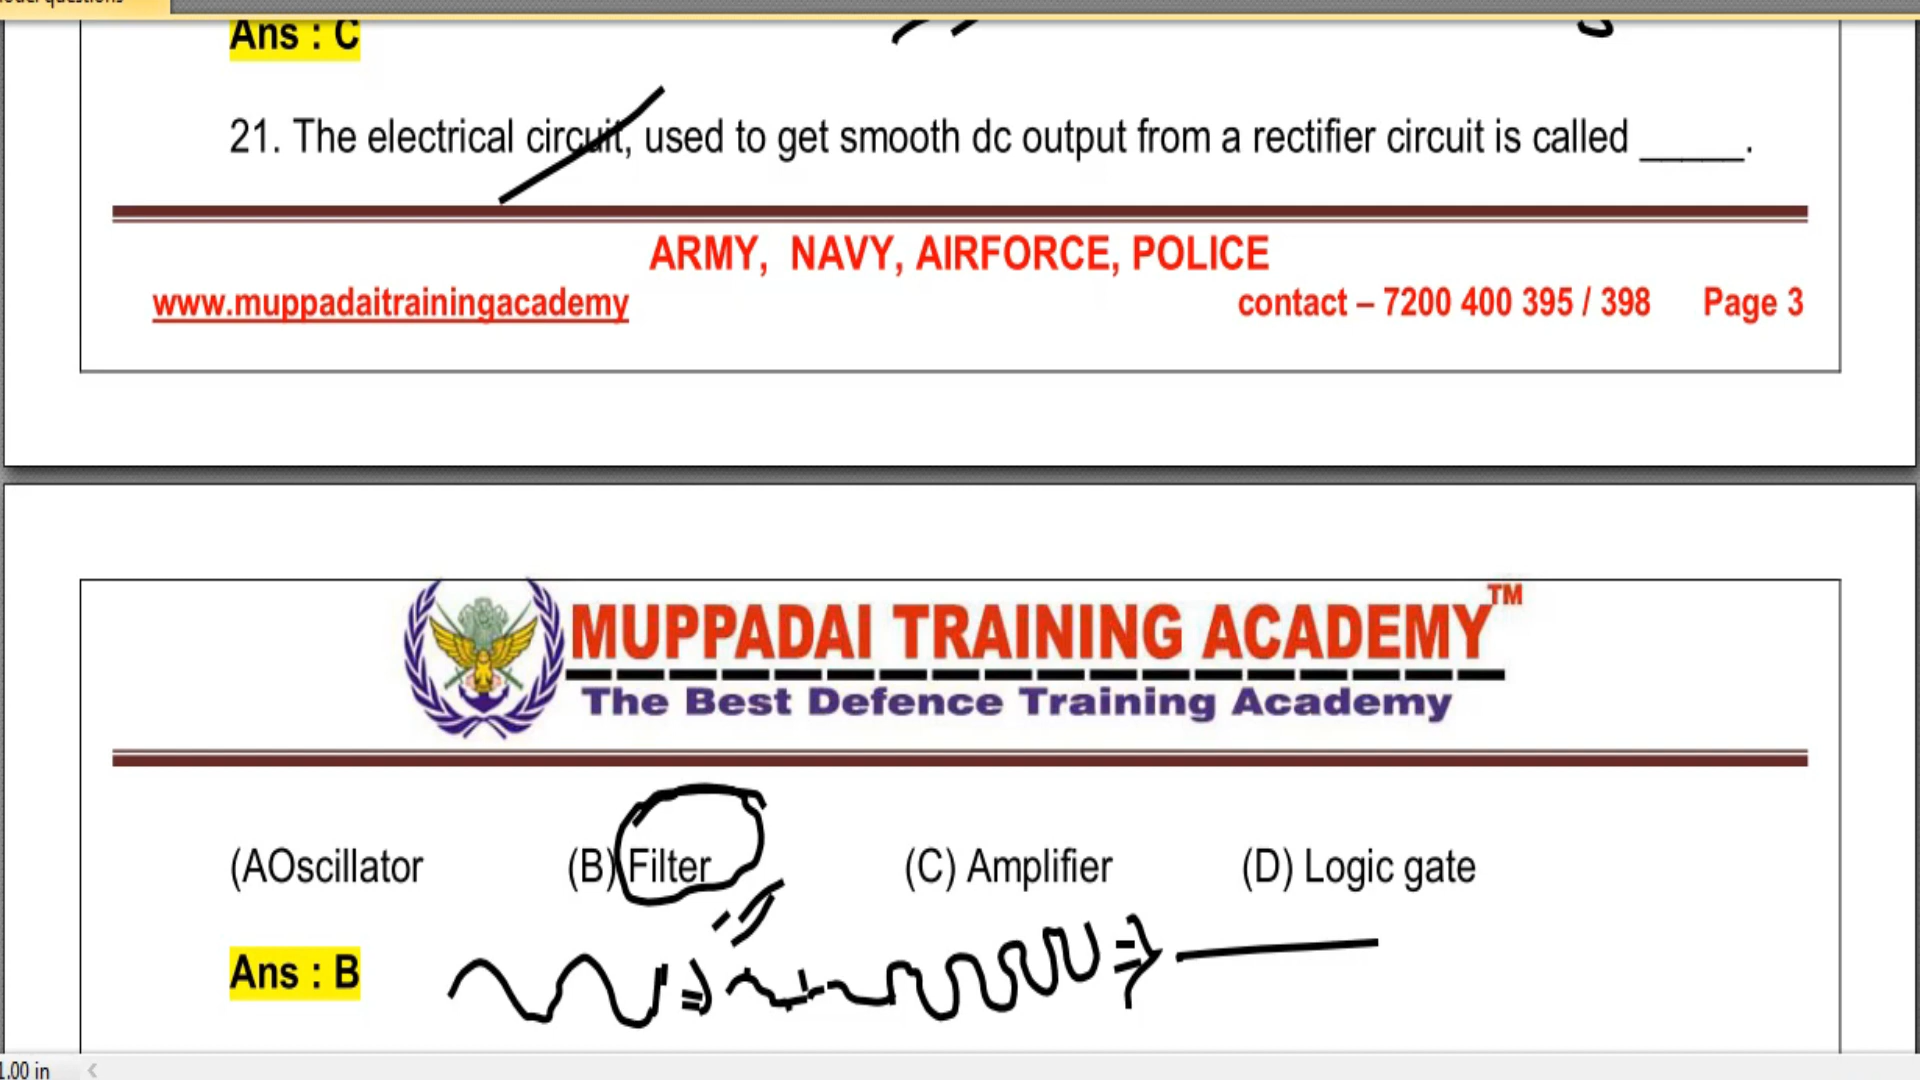 Ans : C
21. The electrical circuit, used to get smooth dc output from a rectifier circuit is called _____.
ARMY, NAVY, AIRFORCE, POLICE
www.muppadaitrainingacademy contact – 7200 400 395 / 398 Page 3
MUPPADAI TRAINING ACADEMY™
The Best Defence Training Academy
(AOscillator (B) Filter (C) Amplifier (D) Logic gate
Ans : B
1.00 in